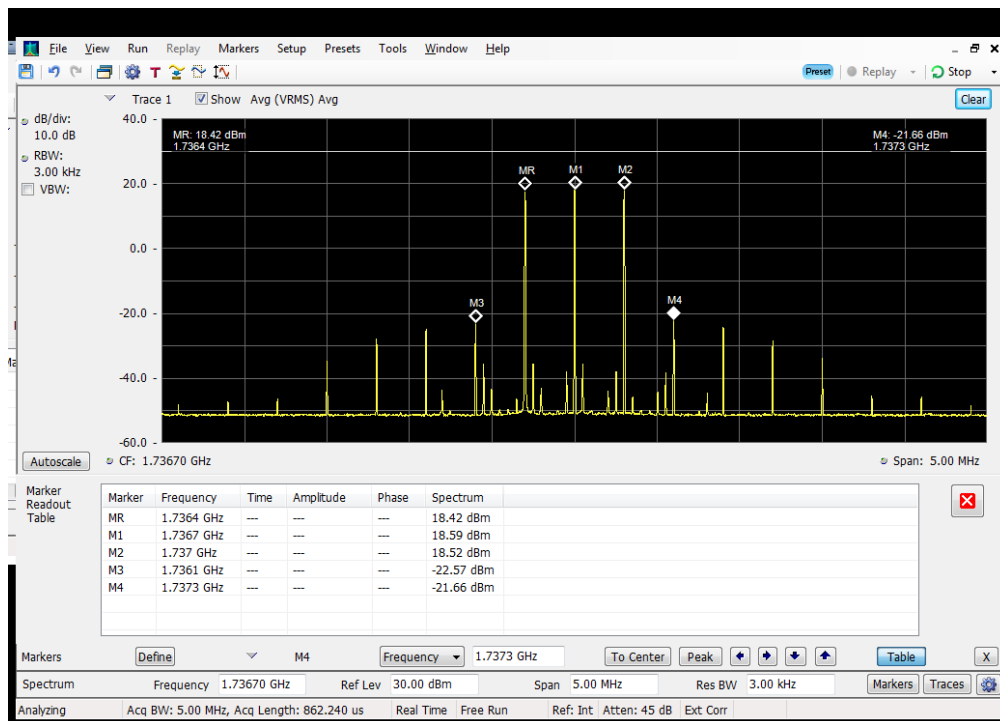 File View Run Replay Markers Setup Presets Tools Window Help
T Preset Replay Stop
Trace 1 Show Avg (VRMS) Avg Clear
dB/div:
10.0 dB
RBW:
3.00 kHz
VBW:
40.0
20.0
0.0
-20.0
-40.0
-60.0
MR: 18.42 dBm
1.7364 GHz
M4: -21.66 dBm
1.7373 GHz
MR M1 M2
M3 M4
Autoscale CF: 1.73670 GHz Span: 5.00 MHz
Marker
Readout
Table
Marker Frequency Time Amplitude Phase Spectrum
MR 1.7364 GHz --- --- --- 18.42 dBm
M1 1.7367 GHz --- --- --- 18.59 dBm
M2 1.737 GHz --- --- --- 18.52 dBm
M3 1.7361 GHz --- --- --- -22.57 dBm
M4 1.7373 GHz --- --- --- -21.66 dBm
Markers Define M4 Frequency 1.7373 GHz To Center Peak Table X
Spectrum Frequency 1.73670 GHz Ref Lev 30.00 dBm Span 5.00 MHz Res BW 3.00 kHz Markers Traces
Analyzing Acq BW: 5.00 MHz, Acq Length: 862.240 us Real Time Free Run Ref: Int Atten: 45 dB Ext Corr